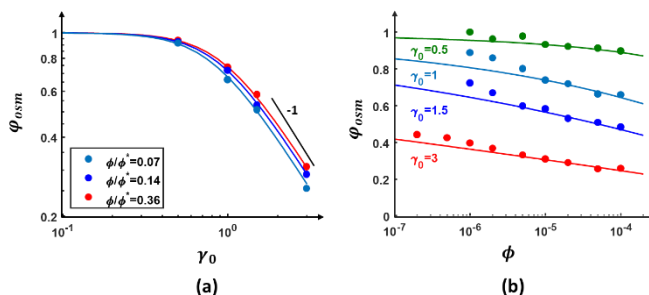 1
0.8
0.6
0.4
0.2
φosm
ϕ/ϕ*=0.07
ϕ/ϕ*=0.14
ϕ/ϕ*=0.36
-1
10⁻¹
10⁰
γ₀
(a)
1
0.8
0.6
0.4
0.2
0
φosm
γ₀=0.5
γ₀=1
γ₀=1.5
γ₀=3
10⁻⁷
10⁻⁶
10⁻⁵
10⁻⁴
ϕ
(b)